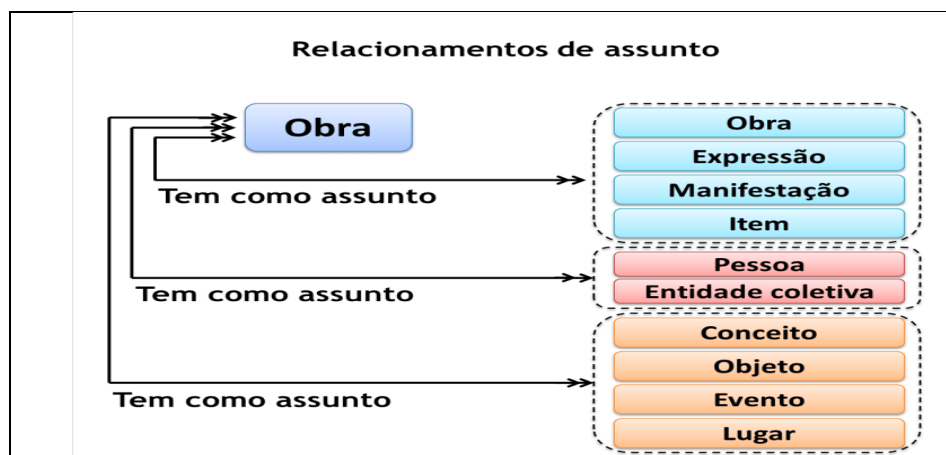 Relacionamentos de assunto
Obra
Tem como assunto
Obra
Expressão
Manifestação
Item
Tem como assunto
Pessoa
Entidade coletiva
Tem como assunto
Conceito
Objeto
Evento
Lugar